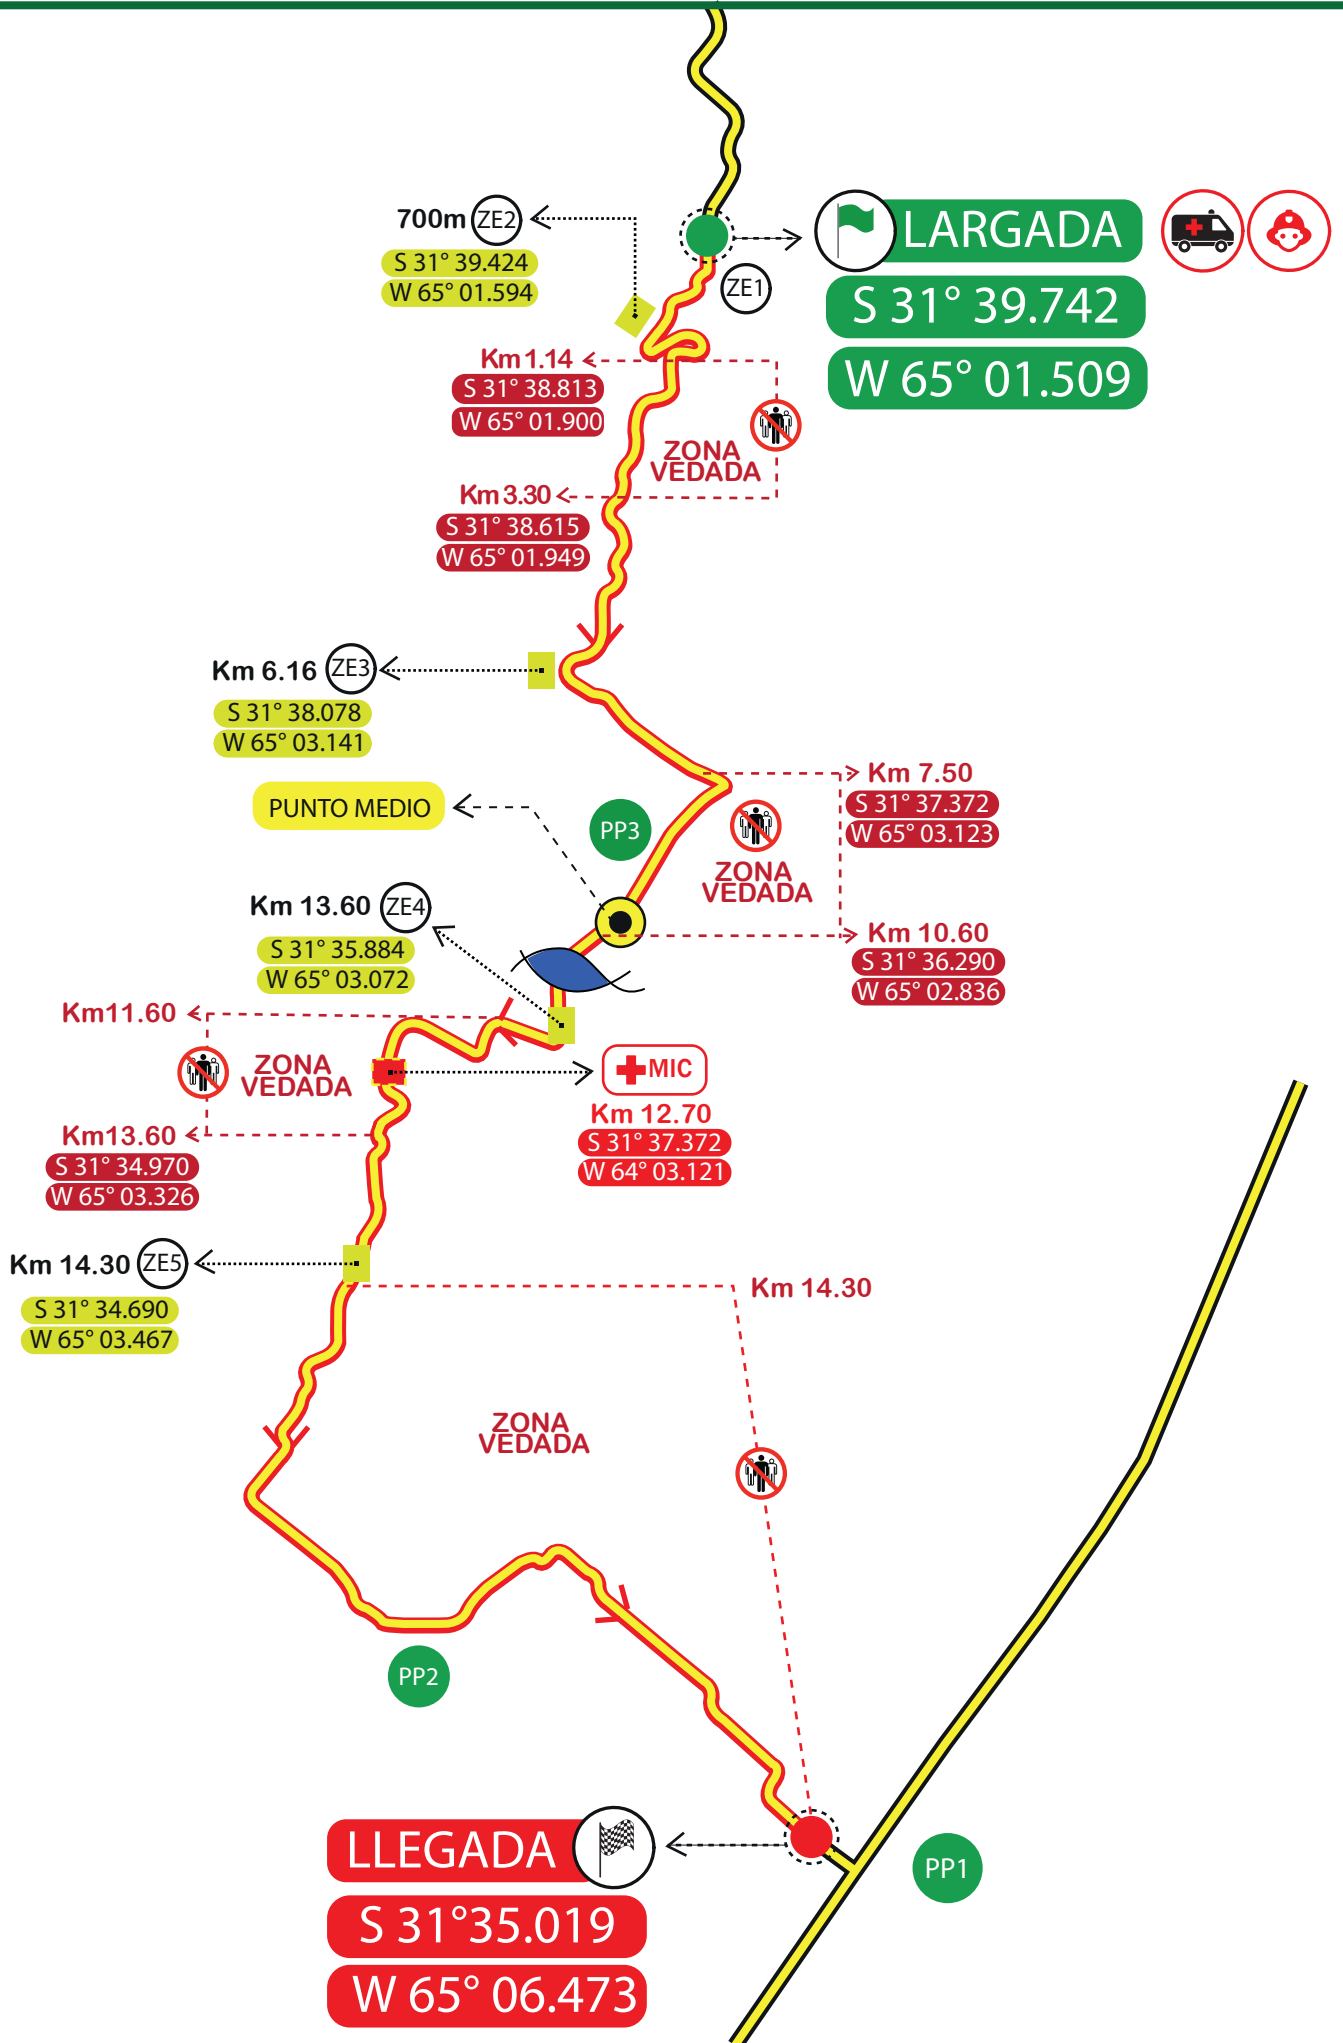 700m ZE2
S 31° 39.424
W 65° 01.594
LARGADA
S 31° 39.742
W 65° 01.509
ZE1
Km 1.14
S 31° 38.813
W 65° 01.900
ZONA
VEDADA
Km 3.30
S 31° 38.615
W 65° 01.949
Km 6.16 ZE3
S 31° 38.078
W 65° 03.141
Km 7.50
S 31° 37.372
W 65° 03.123
PUNTO MEDIO
PP3
ZONA
VEDADA
Km 13.60 ZE4
S 31° 35.884
W 65° 03.072
Km 10.60
S 31° 36.290
W 65° 02.836
Km11.60
ZONA
VEDADA
MIC
Km 12.70
S 31° 37.372
W 64° 03.121
Km13.60
S 31° 34.970
W 65° 03.326
Km 14.30 ZE5
S 31° 34.690
W 65° 03.467
Km 14.30
ZONA
VEDADA
PP2
LLEGADA
S 31°35.019
W 65° 06.473
PP1